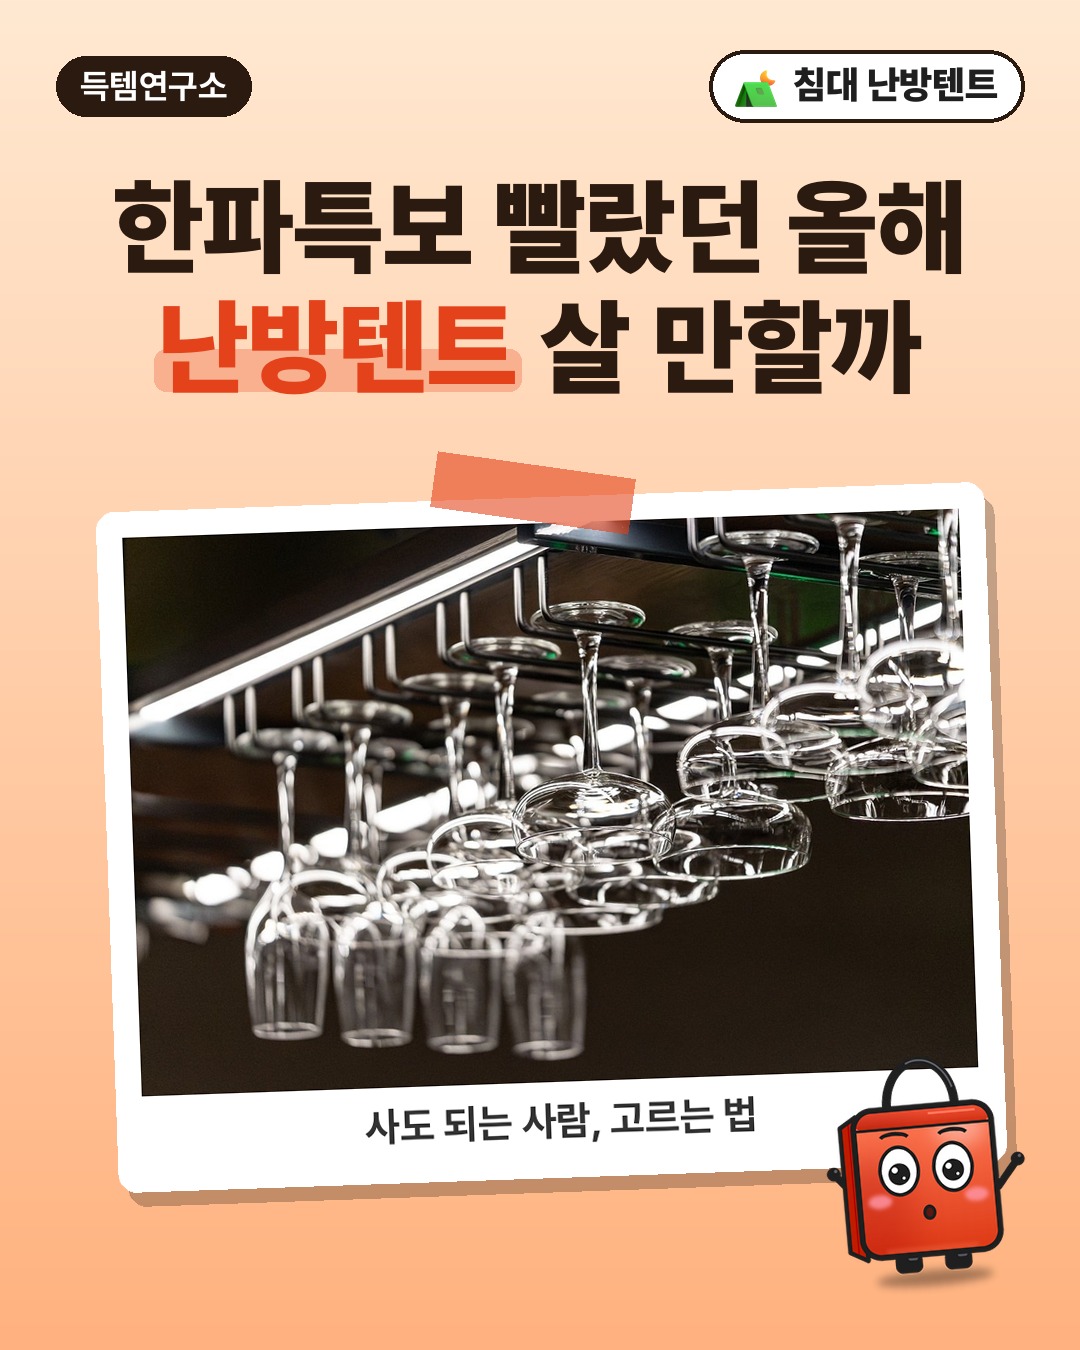 득템연구소
침대 난방텐트
한파특보 빨랐던 올해
난방텐트 살 만할까
사도 되는 사람, 고르는 법